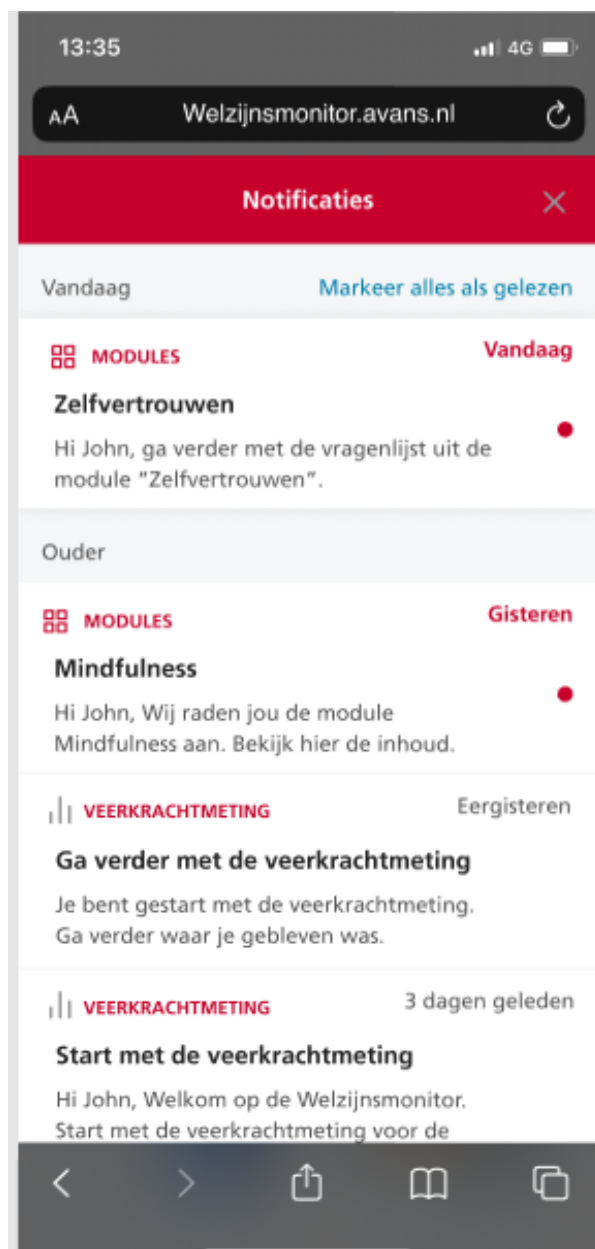 13:35 4G
AA Welzijnsmonitor.avans.nl
Notificaties
Vandaag Markeer alles als gelezen
MODULES Vandaag
Zelfvertrouwen
Hi John, ga verder met de vragenlijst uit de
module “Zelfvertrouwen”.
Ouder
MODULES Gisteren
Mindfulness
Hi John, Wij raden jou de module
Mindfulness aan. Bekijk hier de inhoud.
VEERKRACHTMETING Eergisteren
Ga verder met de veerkrachtmeting
Je bent gestart met de veerkrachtmeting.
Ga verder waar je gebleven was.
VEERKRACHTMETING 3 dagen geleden
Start met de veerkrachtmeting
Hi John, Welkom op de Welzijnsmonitor.
Start met de veerkrachtmeting voor de